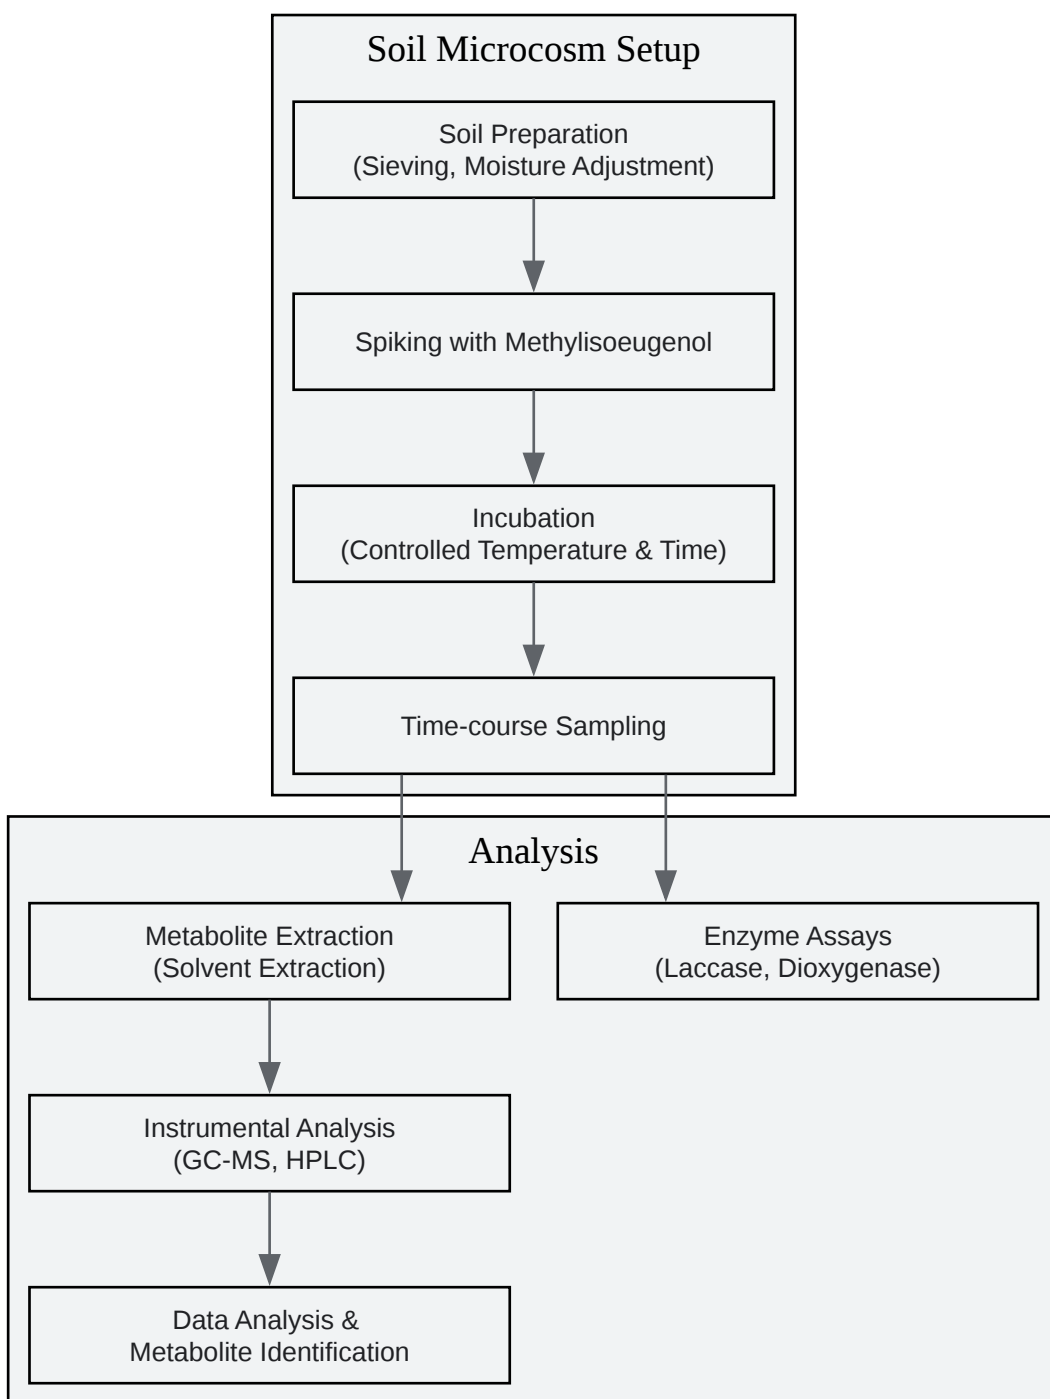 Soil Microcosm Setup
Soil Preparation
(Sieving, Moisture Adjustment)
Spiking with Methylisoeugenol
Incubation
(Controlled Temperature & Time)
Time-course Sampling
Analysis
Metabolite Extraction
(Solvent Extraction)
Enzyme Assays
(Laccase, Dioxygenase)
Instrumental Analysis
(GC-MS, HPLC)
Data Analysis &
Metabolite Identification